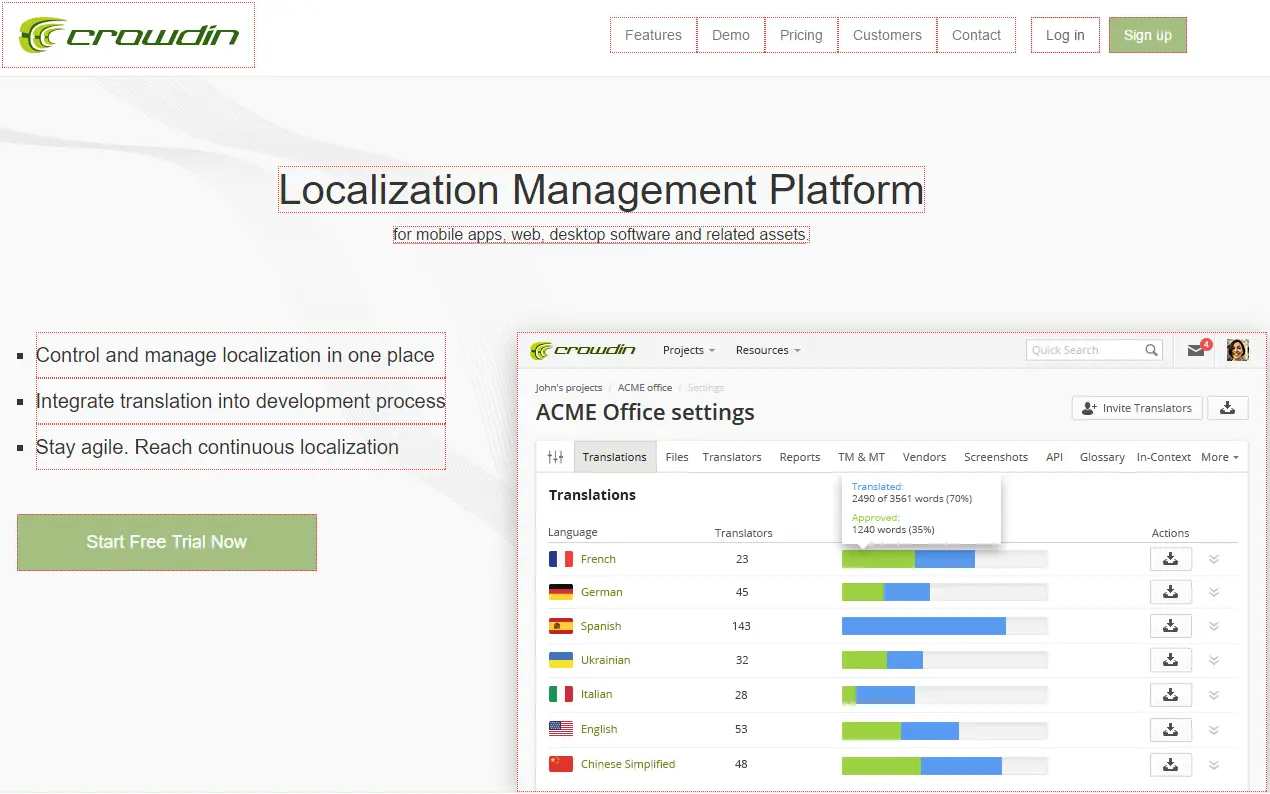 crowdin
Features Demo Pricing Customers Contact Log in Sign up
Localization Management Platform
for mobile apps, web, desktop software and related assets
Control and manage localization in one place
Integrate translation into development process
Stay agile. Reach continuous localization
Start Free Trial Now
crowdin Projects Resources Quick Search 4
John's projects / ACME office / Settings
ACME Office settings
Invite Translators
Translations Files Translators Reports TM & MT Vendors Screenshots API Glossary In-Context More
Translations
Translated:
2490 of 3561 words (70%)
Approved:
1240 words (35%)
Language Translators Actions
French 23
German 45
Spanish 143
Ukrainian 32
Italian 28
English 53
Chinese Simplified 48